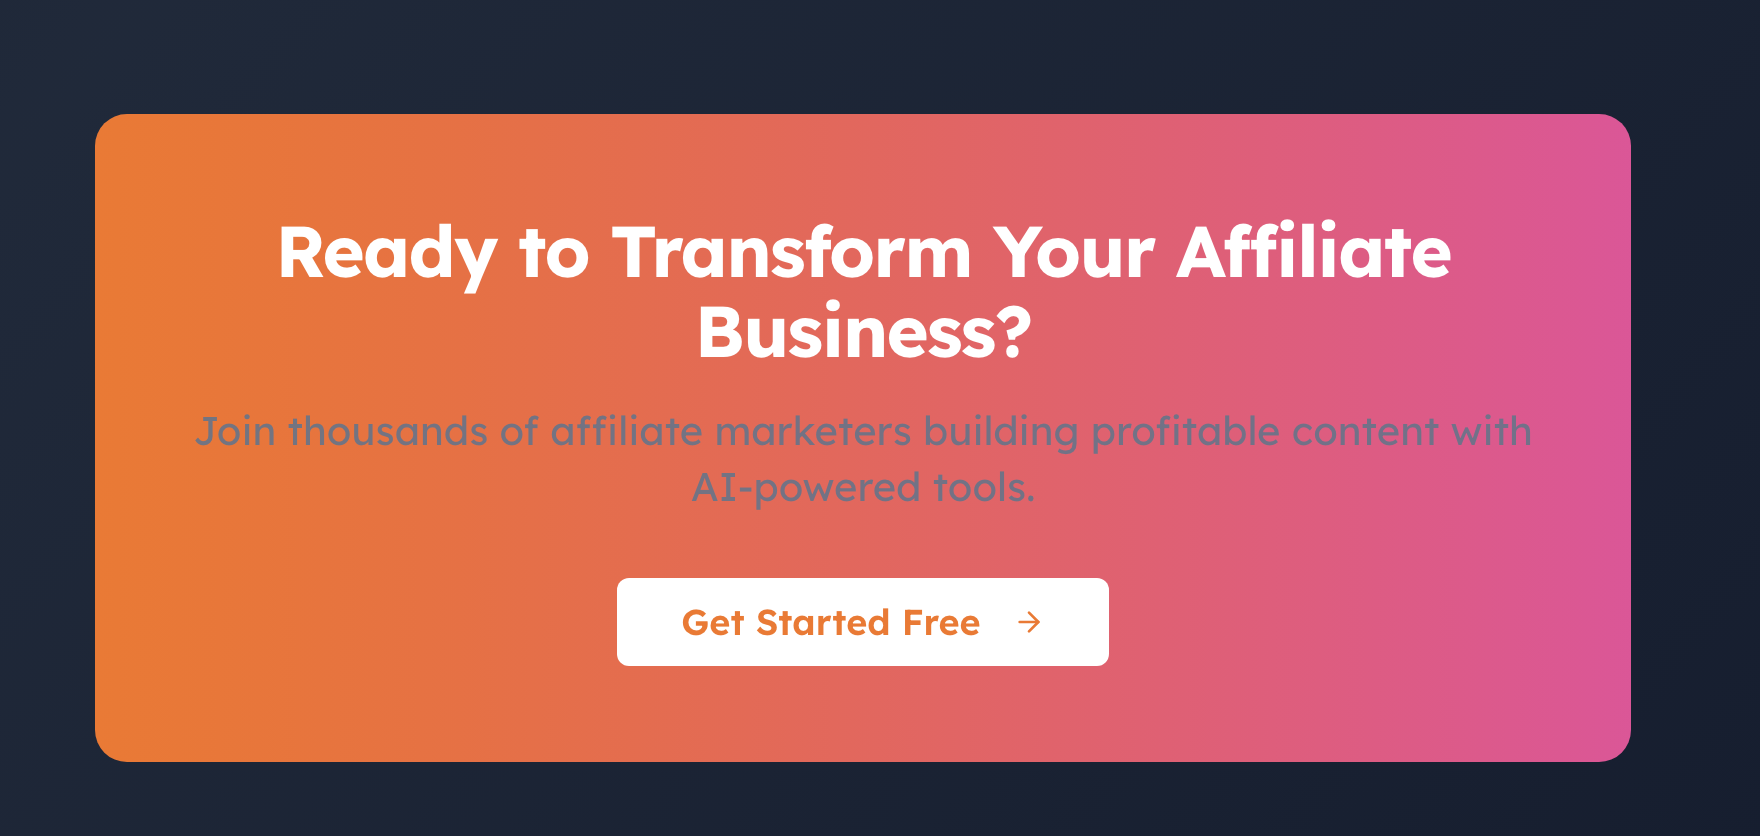 Ready to Transform Your Affiliate
Business?
Join thousands of affiliate marketers building profitable content with
AI-powered tools.
Get Started Free →